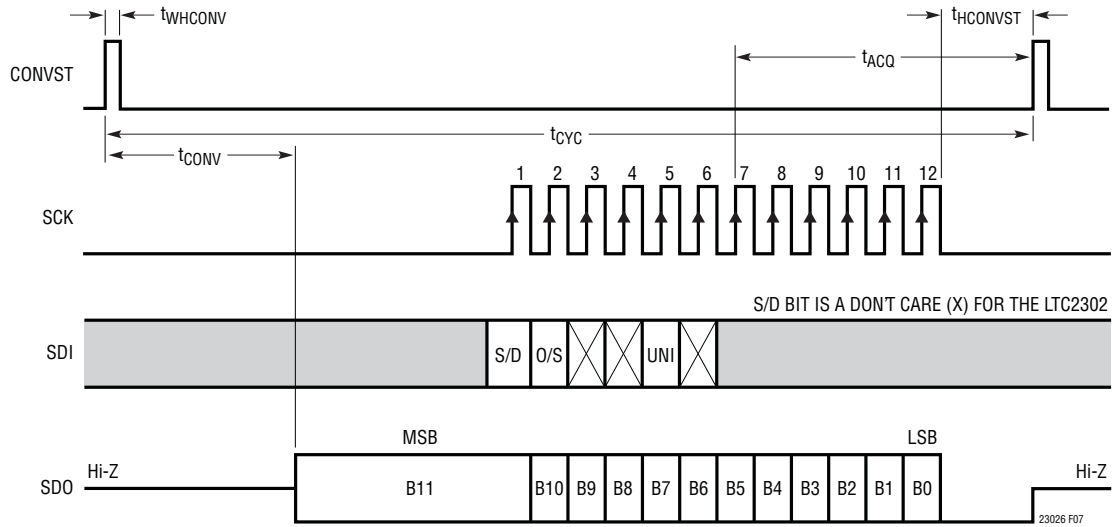 tWHCONV
tHCONVST
tACQ
CONVST
tCYC
tCONV
1 2 3 4 5 6 7 8 9 10 11 12
SCK
S/D BIT IS A DON'T CARE (X) FOR THE LTC2302
SDI
S/D O/S UNI
MSB LSB
Hi-Z Hi-Z
SDO
B11 B10 B9 B8 B7 B6 B5 B4 B3 B2 B1 B0
23026 F07